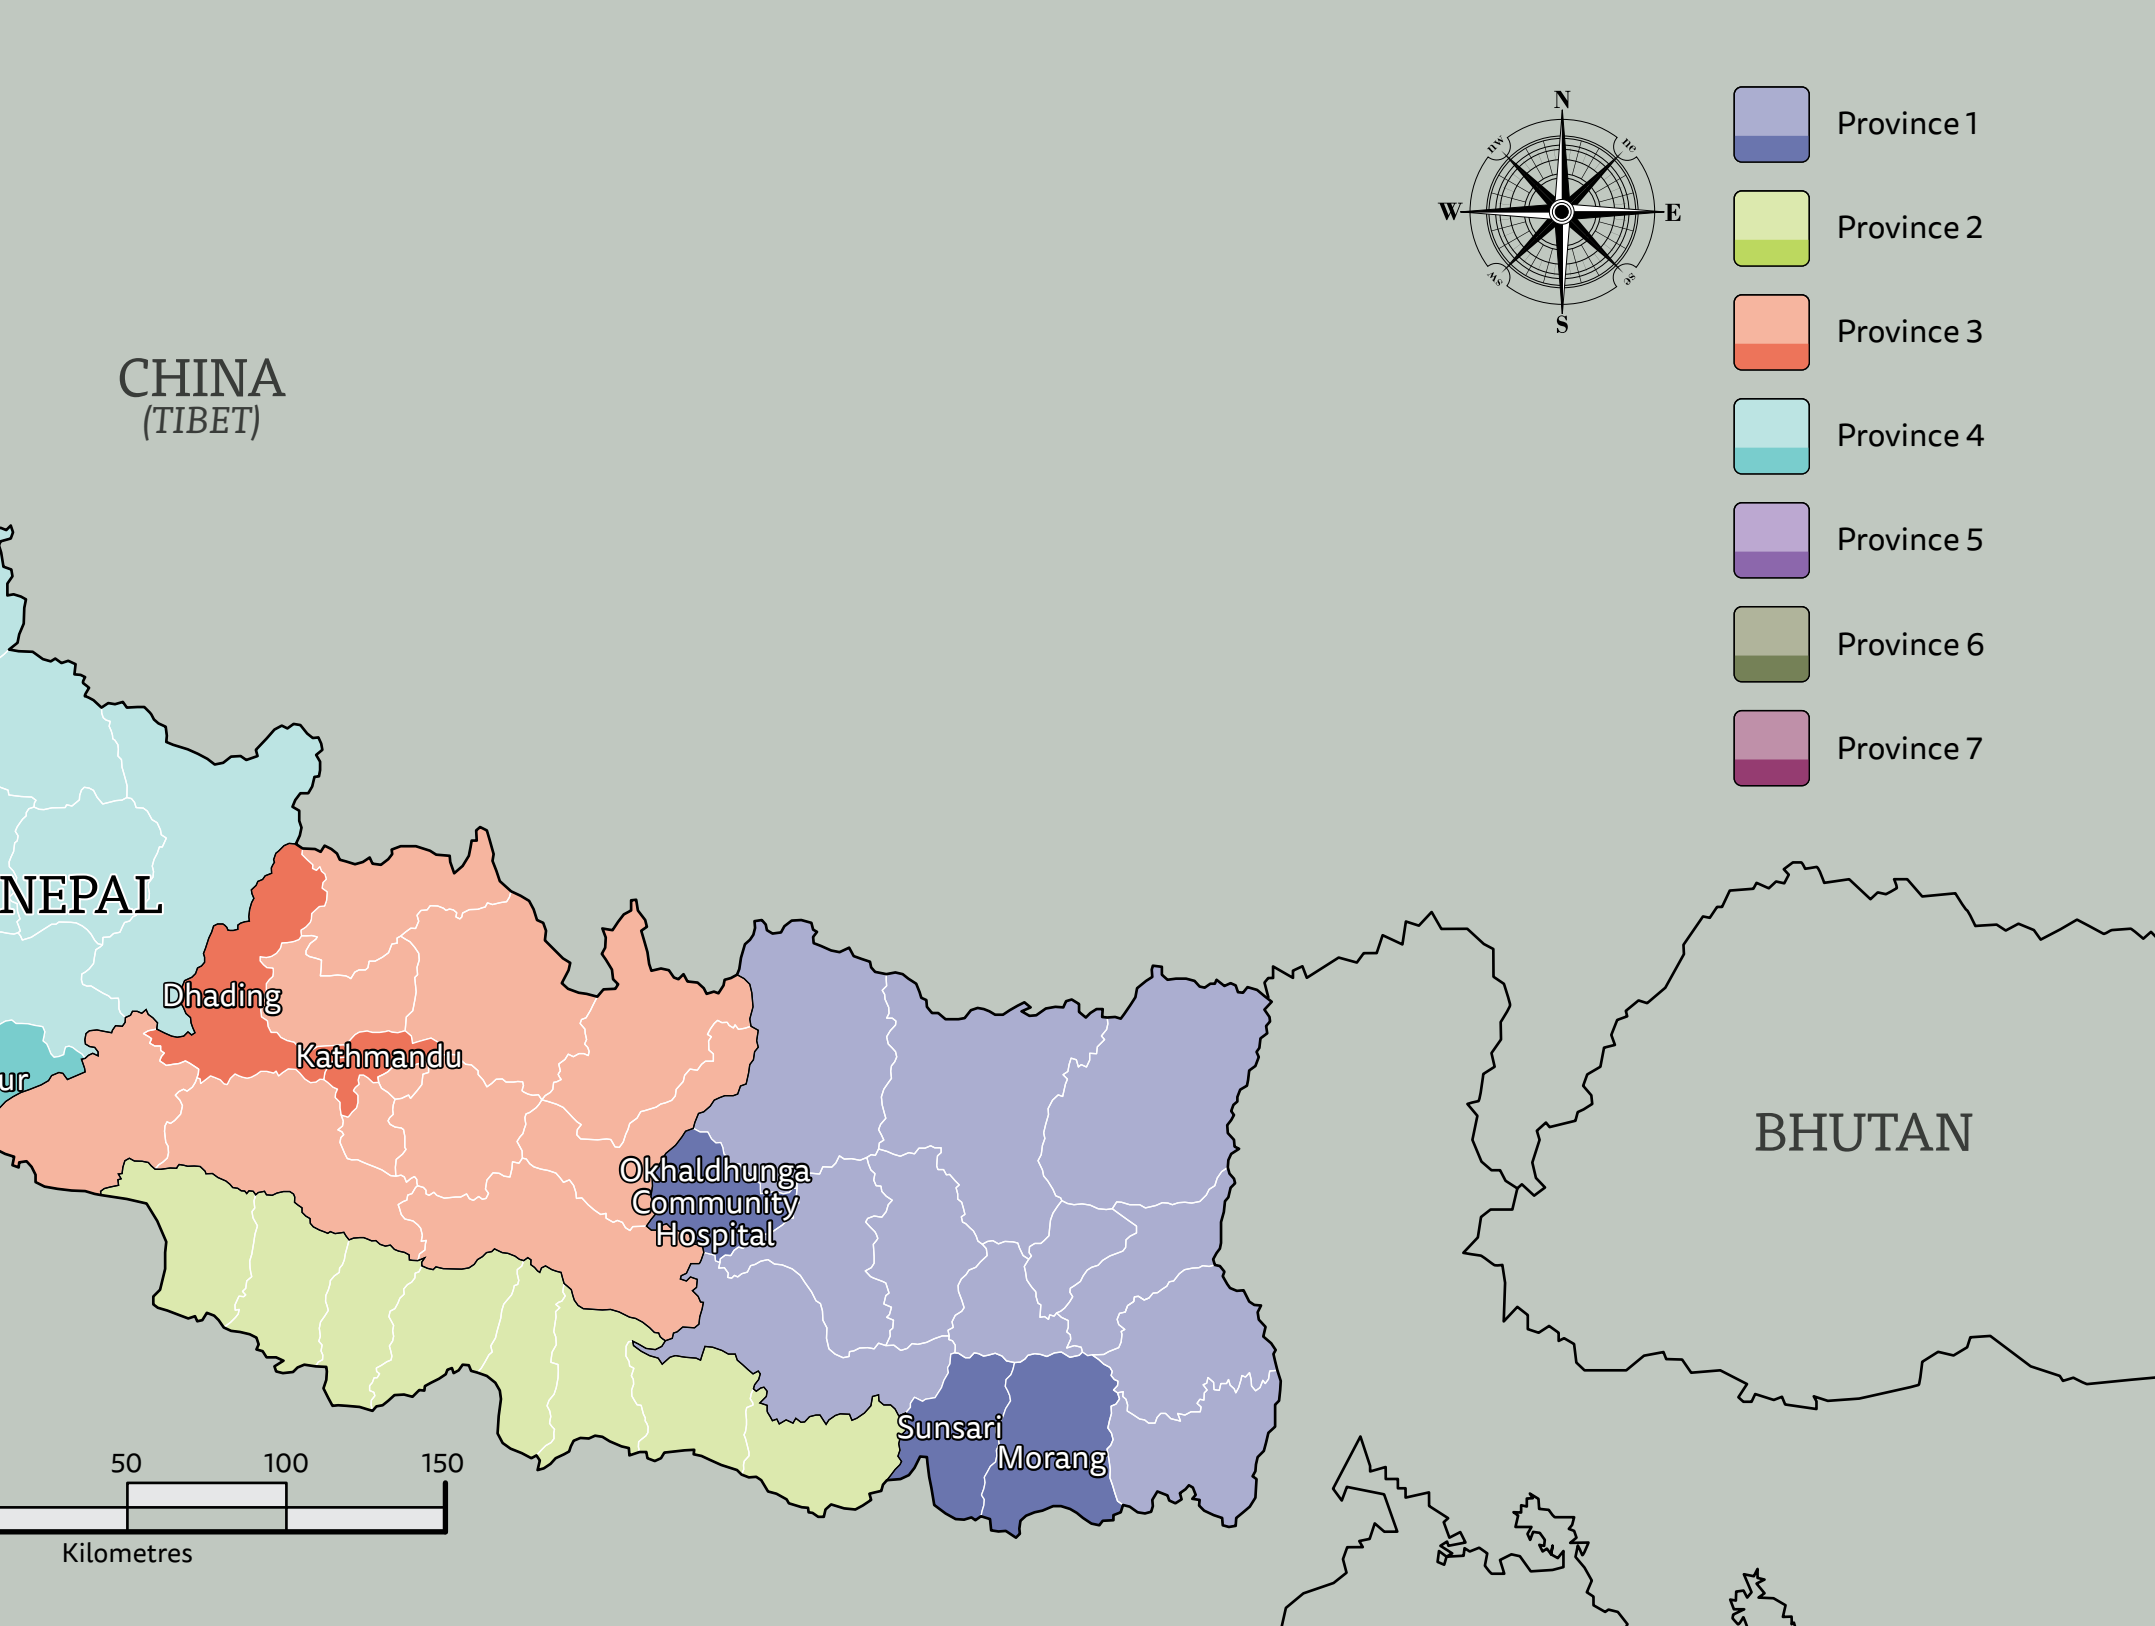 N
nw
ne
W
E
sw
se
S
Province 1
Province 2
Province 3
Province 4
Province 5
Province 6
Province 7
CHINA
(TIBET)
NEPAL
Dhading
Kathmandu
ur
Okhaldhunga
Community
Hospital
BHUTAN
Sunsari
Morang
50 100 150
Kilometres